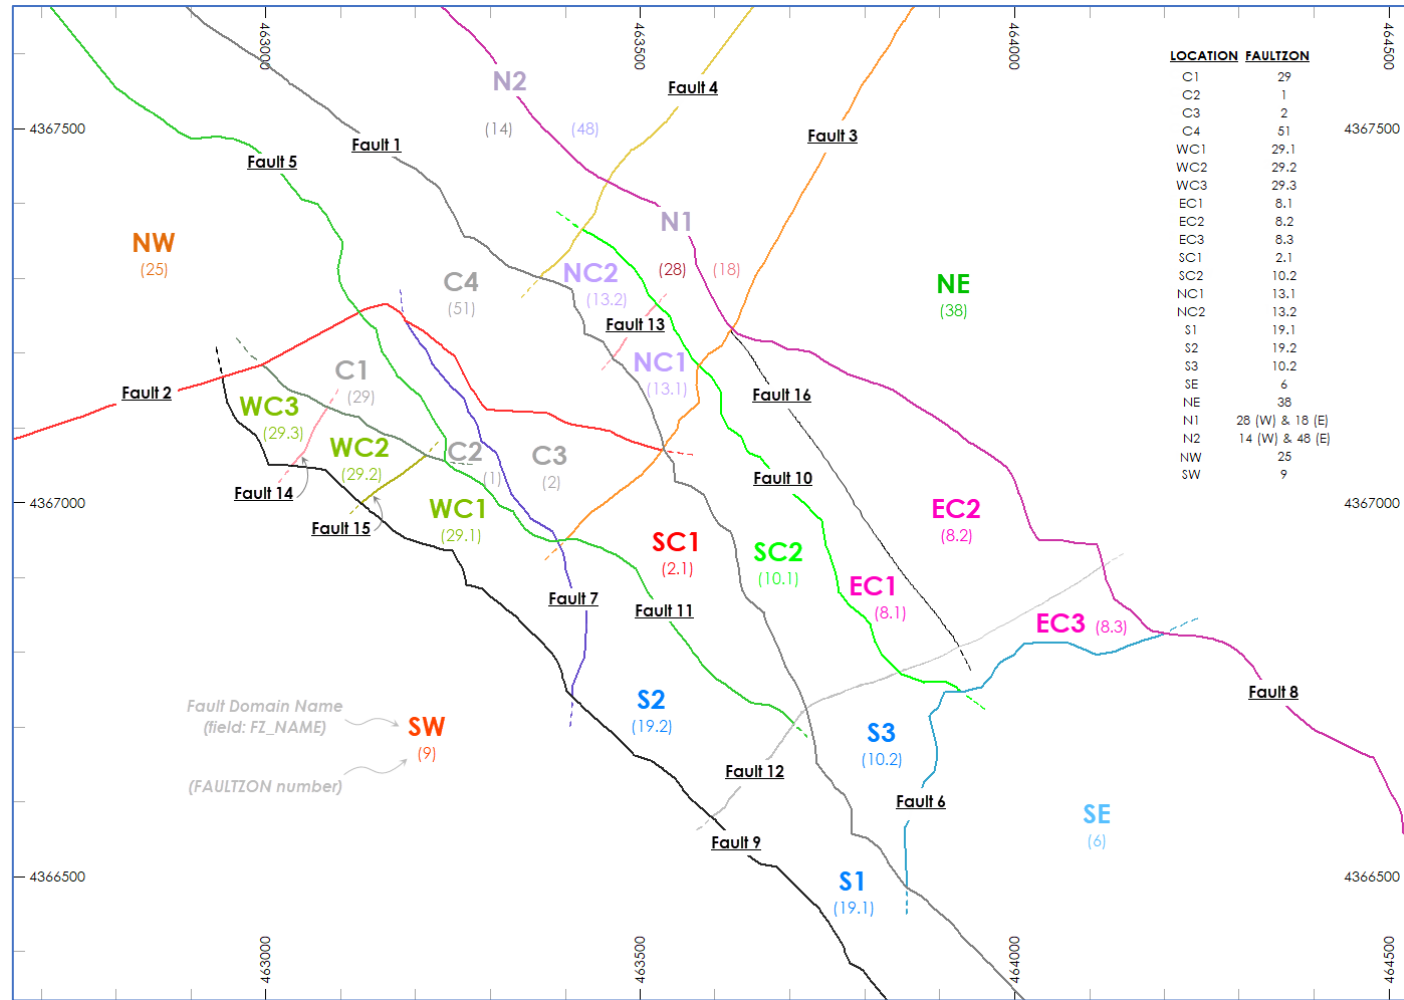 463000
463500
464000
464500
LOCATION FAULTZON
C1 29
C2 1
C3 2
C4 51
WC1 29.1
WC2 29.2
WC3 29.3
EC1 8.1
EC2 8.2
EC3 8.3
SC1 2.1
SC2 10.2
NC1 13.1
NC2 13.2
S1 19.1
S2 19.2
S3 10.2
SE 6
NE 38
N1 28 (W) & 18 (E)
N2 14 (W) & 48 (E)
NW 25
SW 9
N2
Fault 4
(14)
(48)
4367500
4367500
Fault 1
Fault 3
Fault 5
N1
NW
(25)
C4
(51)
NC2
(13.2)
(28)
(18)
NE
(38)
Fault 13
NC1
(13.1)
C1
(29)
Fault 2
Fault 16
WC3
(29.3)
WC2
(29.2)
C2
(1)
C3
(2)
Fault 10
Fault 14
4367000
4367000
WC1
(29.1)
EC2
(8.2)
Fault 15
SC1
(2.1)
SC2
(10.1)
EC1
(8.1)
Fault 7
Fault 11
EC3
(8.3)
Fault 8
S2
(19.2)
Fault Domain Name
(field: FZ_NAME)
SW
(9)
S3
(10.2)
Fault 12
(FAULTZON number)
Fault 6
SE
(6)
Fault 9
4366500
4366500
S1
(19.1)
463000
463500
464000
464500